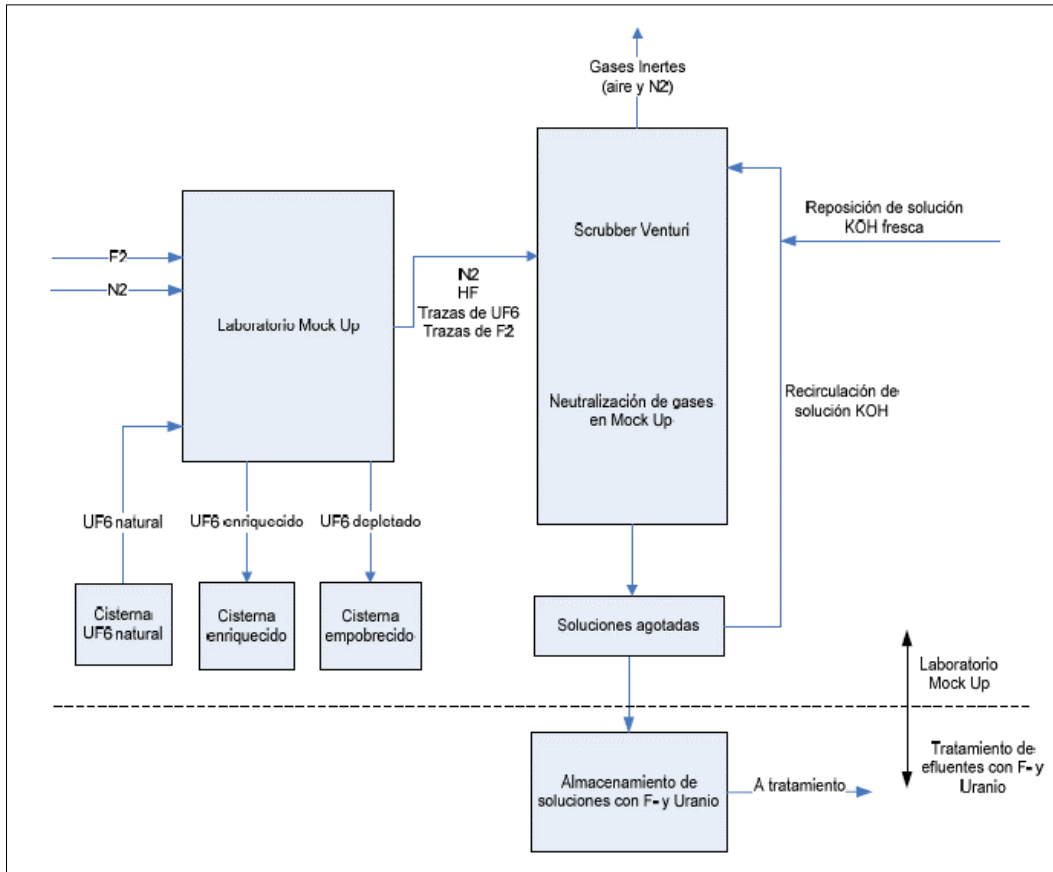 Gases Inertes
(aire y N2)
Scrubber Venturi
Reposición de solución
KOH fresca
F2
N2
Laboratorio Mock Up
N2
HF
Trazas de UF6
Trazas de F2
Neutralización de gases
en Mock Up
Recirculación de
solución KOH
UF6 natural
UF6 enriquecido
UF6 depletado
Cisterna
UF6 natural
Cisterna
enriquecido
Cisterna
empobrecido
Soluciones agotadas
Laboratorio
Mock Up
Almacenamiento de
soluciones con F- y Uranio
A tratamiento
Tratamiento de
efluentes con F- y
Uranio